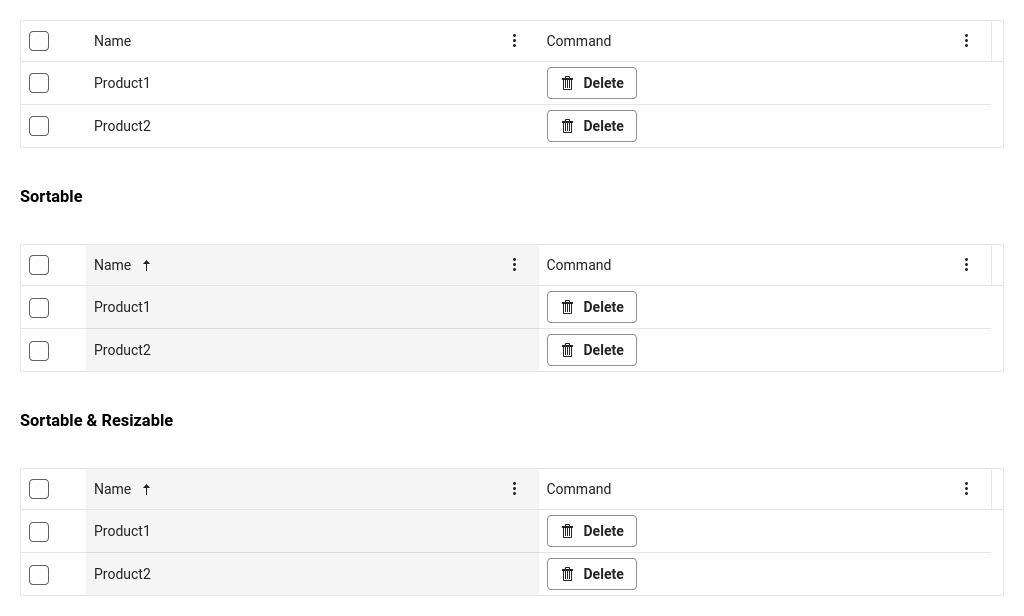 Name Command
Product1 Delete
Product2 Delete
Sortable
Name Command
Product1 Delete
Product2 Delete
Sortable & Resizable
Name Command
Product1 Delete
Product2 Delete